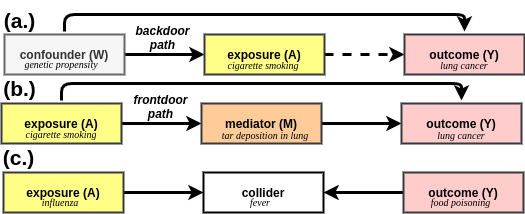 (a.)
backdoor
path
confounder (W)
genetic propensity
exposure (A)
cigarette smoking
outcome (Y)
lung cancer
(b.)
frontdoor
path
exposure (A)
cigarette smoking
mediator (M)
tar deposition in lung
outcome (Y)
lung cancer
(c.)
exposure (A)
influenza
collider
fever
outcome (Y)
food poisoning